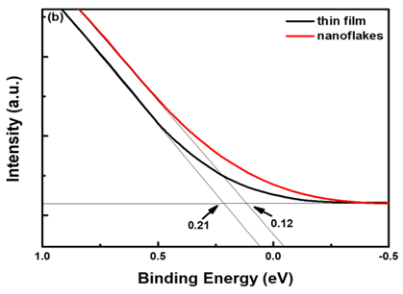 (b)
thin film
nanoflakes
Intensity (a.u.)
0.21
0.12
1.0 0.5 0.0 -0.5
Binding Energy (eV)